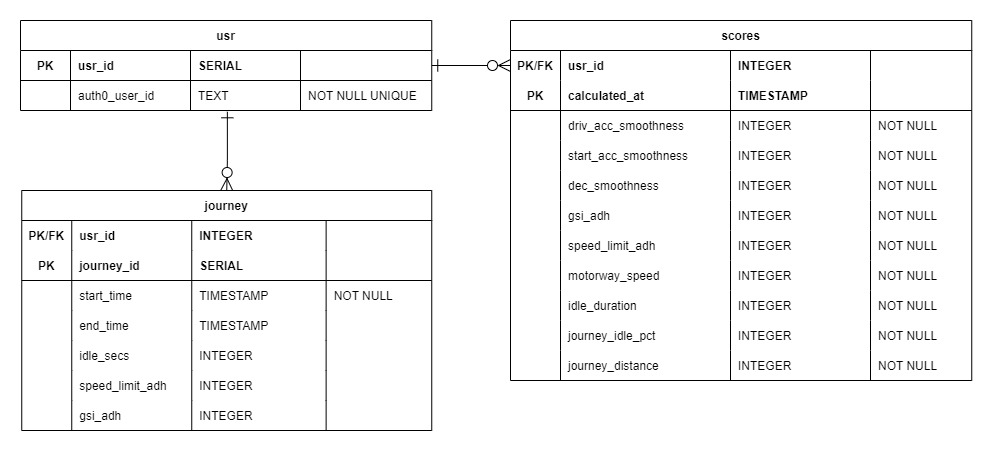 usr
PK usr_id SERIAL
auth0_user_id TEXT NOT NULL UNIQUE
scores
PK/FK usr_id INTEGER
PK calculated_at TIMESTAMP
driv_acc_smoothness INTEGER NOT NULL
start_acc_smoothness INTEGER NOT NULL
dec_smoothness INTEGER NOT NULL
gsi_adh INTEGER NOT NULL
speed_limit_adh INTEGER NOT NULL
motorway_speed INTEGER NOT NULL
idle_duration INTEGER NOT NULL
journey_idle_pct INTEGER NOT NULL
journey_distance INTEGER NOT NULL
journey
PK/FK usr_id INTEGER
PK journey_id SERIAL
start_time TIMESTAMP NOT NULL
end_time TIMESTAMP
idle_secs INTEGER
speed_limit_adh INTEGER
gsi_adh INTEGER